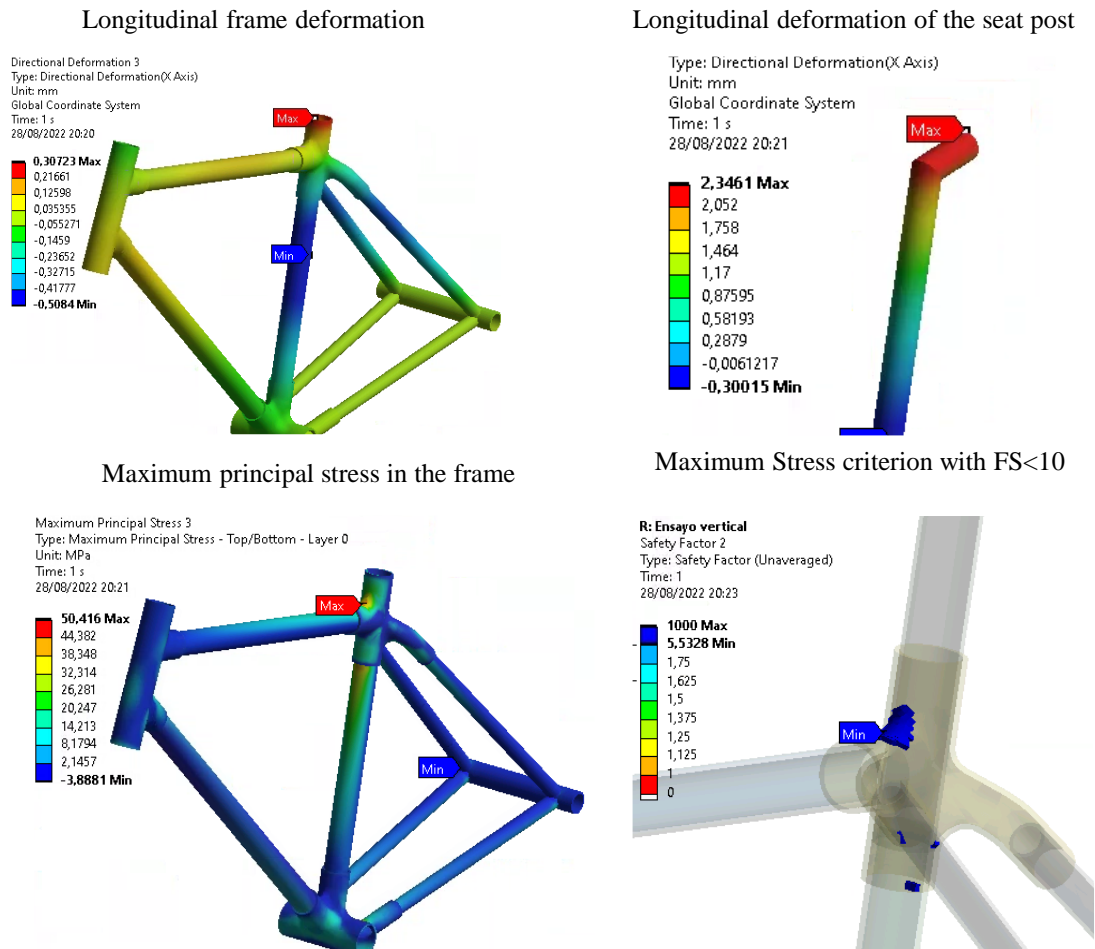 Longitudinal frame deformation
Directional Deformation 3
Type: Directional Deformation(X Axis)
Unit: mm
Global Coordinate System
Time: 1 s
28/08/2022 20:20
0,30723 Max
0,21661
0,12598
0,035355
-0,055271
-0,1459
-0,23652
-0,32715
-0,41777
-0,5084 Min
Max
Min
Longitudinal deformation of the seat post
Type: Directional Deformation(X Axis)
Unit: mm
Global Coordinate System
Time: 1 s
28/08/2022 20:21
2,3461 Max
2,052
1,758
1,464
1,17
0,87595
0,58193
0,2879
-0,0061217
-0,30015 Min
Max
Maximum principal stress in the frame
Maximum Principal Stress 3
Type: Maximum Principal Stress - Top/Bottom - Layer 0
Unit: MPa
Time: 1 s
28/08/2022 20:21
50,416 Max
44,382
38,348
32,314
26,281
20,247
14,213
8,1794
2,1457
-3,8881 Min
Max
Min
Maximum Stress criterion with FS<10
R: Ensayo vertical
Safety Factor 2
Type: Safety Factor (Unaveraged)
Time: 1
28/08/2022 20:23
1000 Max
5,5328 Min
1,75
1,625
1,5
1,375
1,25
1,125
1
0
Min